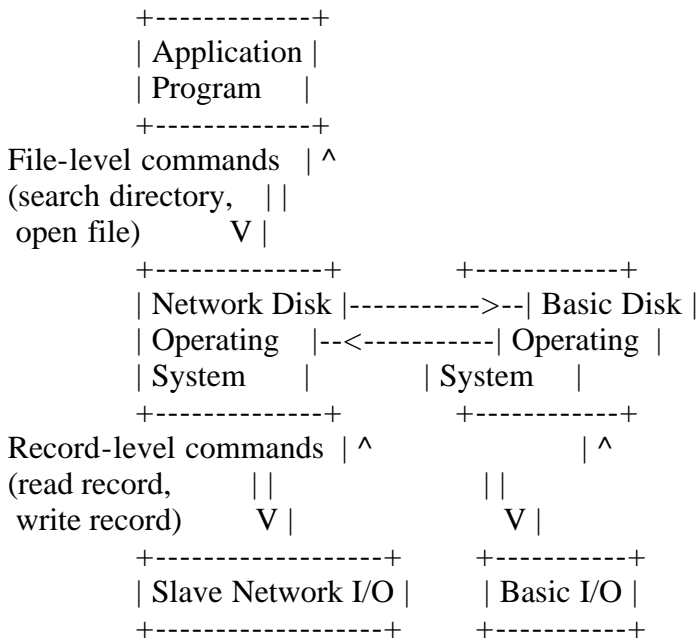 +--------------+
| Application |
| Program     |
+-------------+
File-level commands  | ^
(search directory,   | |
 open file)          V |
+--------------+             +------------+
| Network Disk |----------->--| Basic Disk |
| Operating    |--<-----------| Operating  |
| System       |              | System     |
+--------------+             +------------+
Record-level commands  | ^                         | ^
(read record,          | |                         | |
 write record)         V |                         V |
+-------------------+        +-----------+
| Slave Network I/O |        | Basic I/O |
+-------------------+        +-----------+